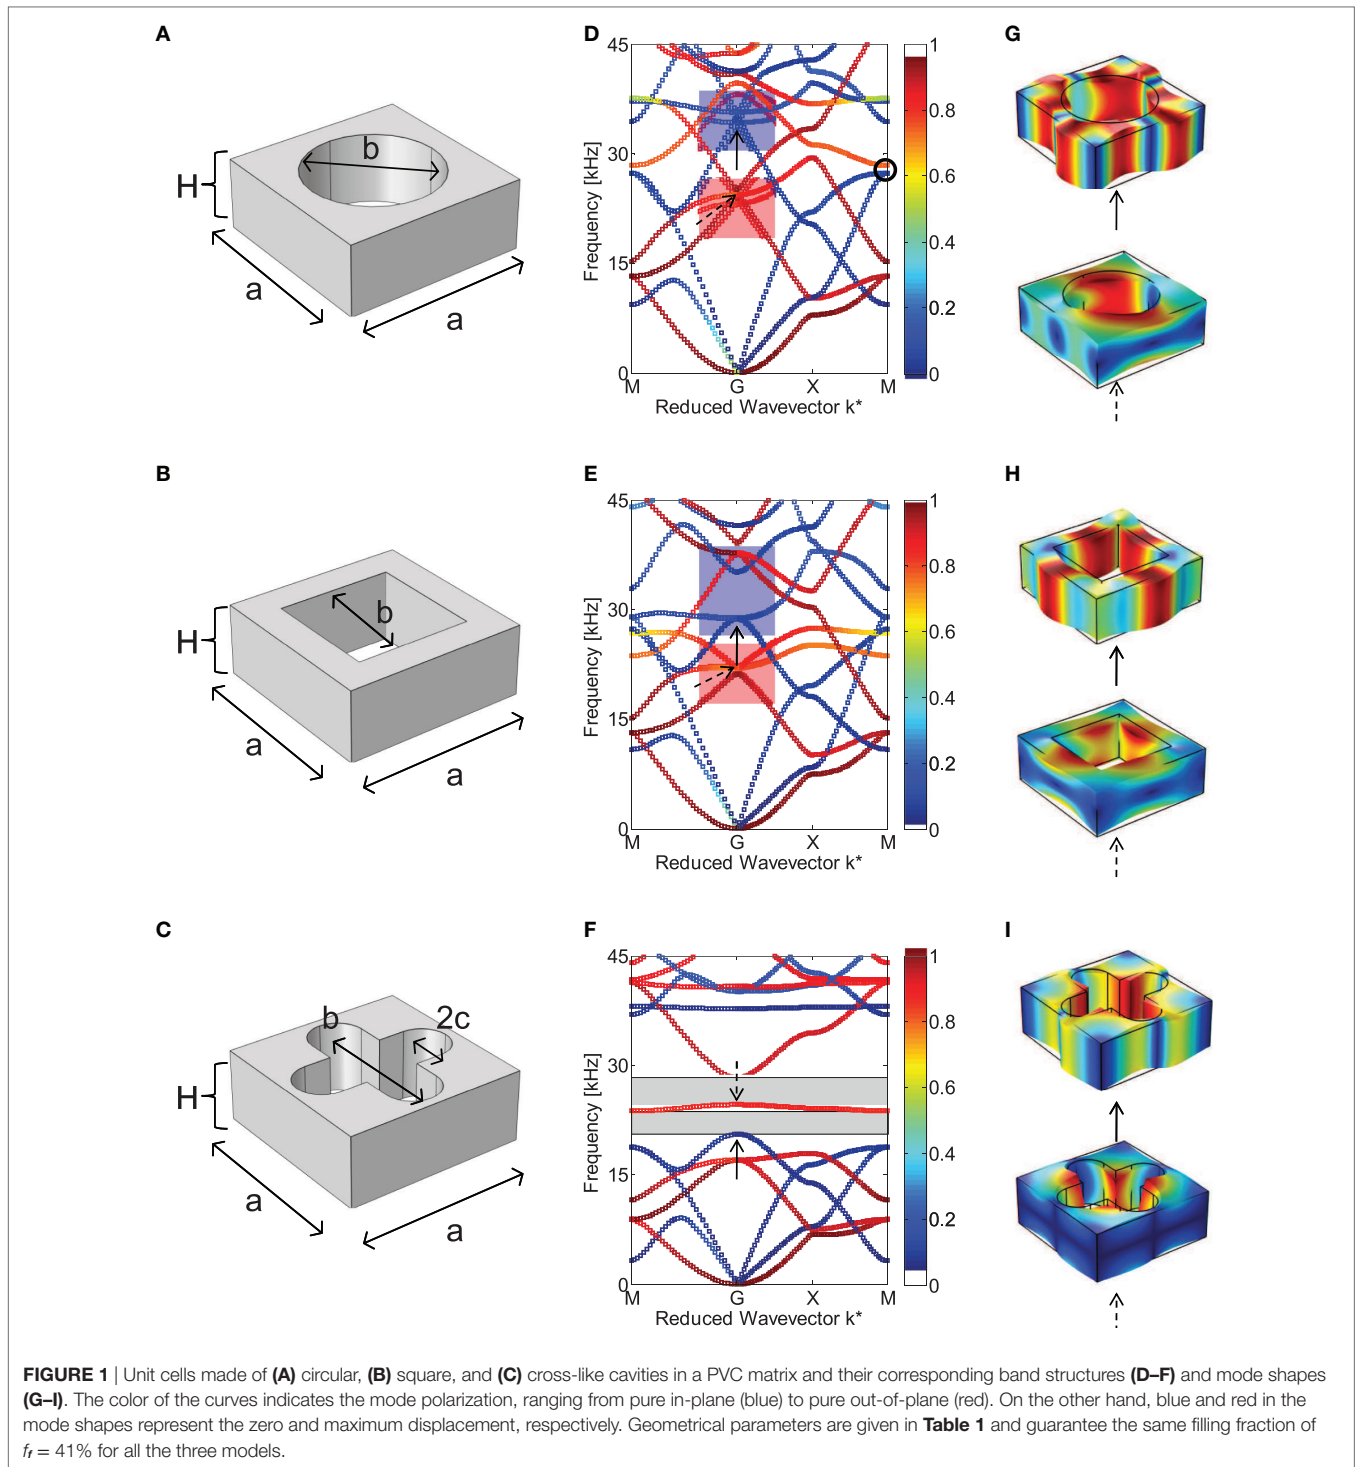 A
D
G
H
b
a
a
45
30
15
0
Frequency [kHz]
M
G
X
M
Reduced Wavevector k*
1
0.8
0.6
0.4
0.2
0
B
E
H
H
b
a
a
45
30
15
0
Frequency [kHz]
M
G
X
M
Reduced Wavevector k*
1
0.8
0.6
0.4
0.2
0
C
F
I
H
b
2c
a
a
45
30
15
0
Frequency [kHz]
M
G
X
M
Reduced Wavevector k*
1
0.8
0.6
0.4
0.2
0
FIGURE 1 | Unit cells made of (A) circular, (B) square, and (C) cross-like cavities in a PVC matrix and their corresponding band structures (D–F) and mode shapes
(G–I). The color of the curves indicates the mode polarization, ranging from pure in-plane (blue) to pure out-of-plane (red). On the other hand, blue and red in the
mode shapes represent the zero and maximum displacement, respectively. Geometrical parameters are given in Table 1 and guarantee the same filling fraction of
ff = 41% for all the three models.